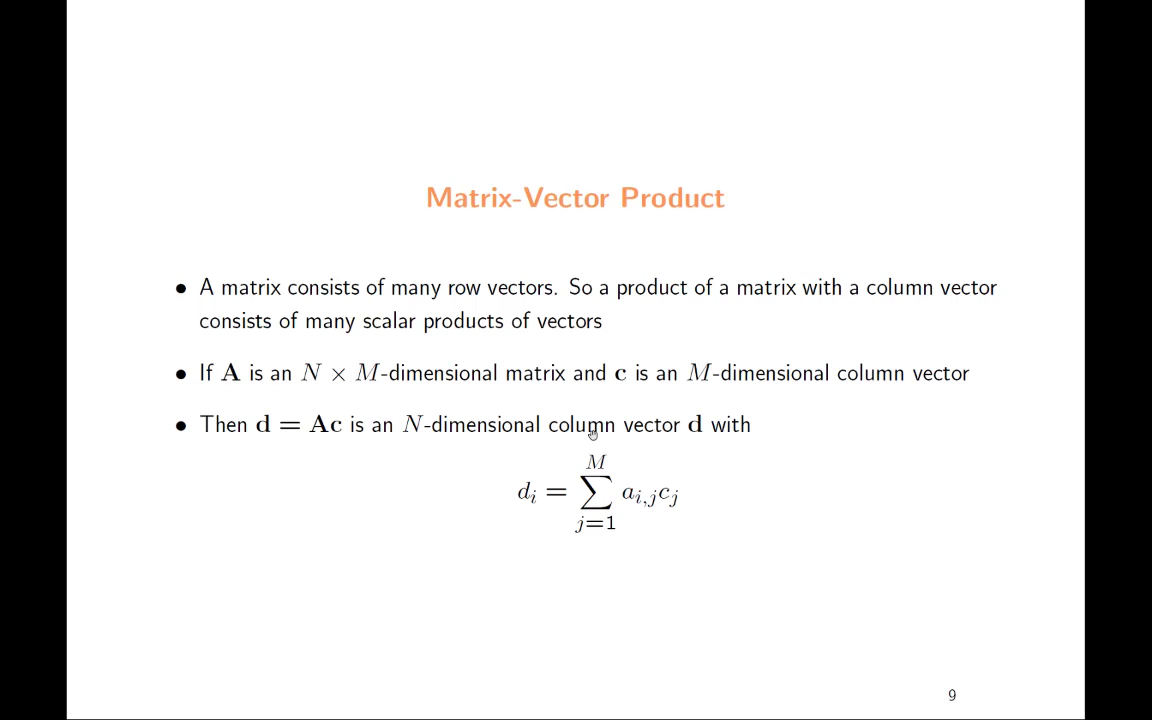 Matrix-Vector Product
• A matrix consists of many row vectors. So a product of a matrix with a column vector
consists of many scalar products of vectors
• If A is an N × M-dimensional matrix and c is an M-dimensional column vector
• Then d = Ac is an N-dimensional column vector d with
d_i = \sum_{j=1}^{M} a_{i,j}c_j
9